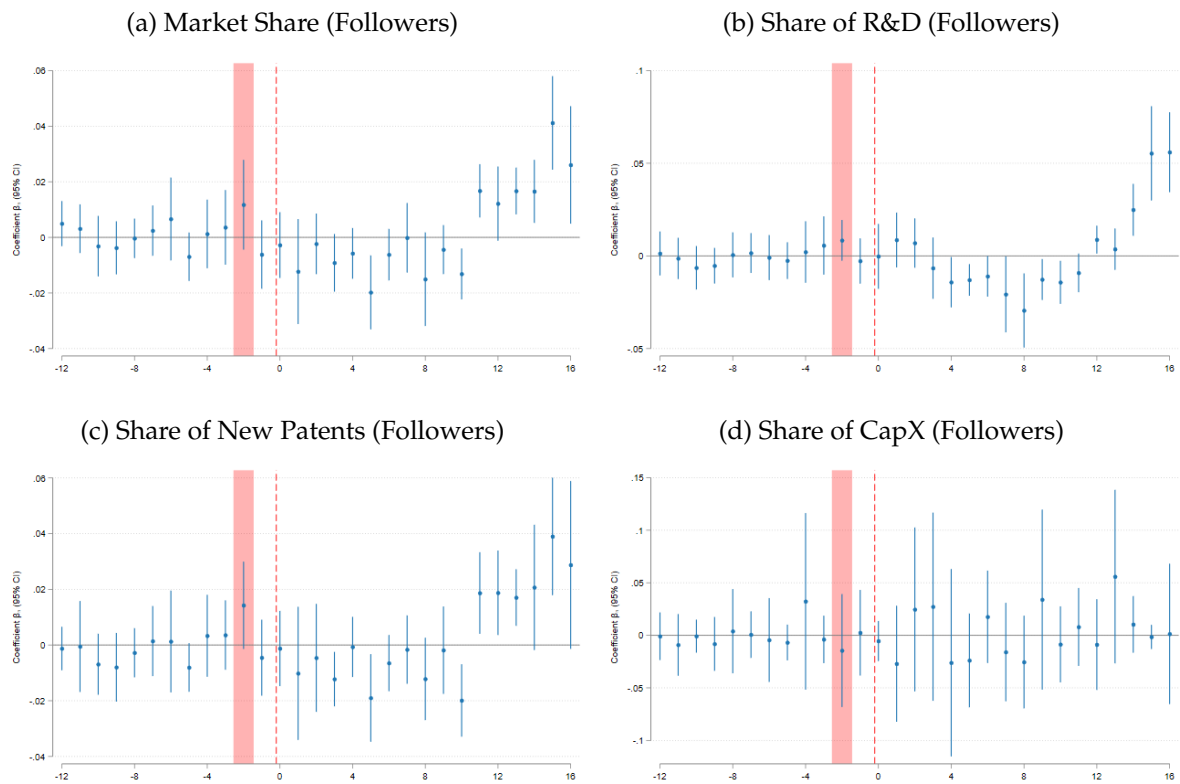 (a) Market Share (Followers)
(b) Share of R&D (Followers)
Coefficient βₛ (95% CI)
.06
.04
.02
0
-.02
-.04
-12 -8 -4 0 4 8 12 16
Coefficient βₛ (95% CI)
.1
.05
0
-.05
-12 -8 -4 0 4 8 12 16
(c) Share of New Patents (Followers)
(d) Share of CapX (Followers)
Coefficient βₛ (95% CI)
.06
.04
.02
0
-.02
-.04
-12 -8 -4 0 4 8 12 16
Coefficient βₛ (95% CI)
.15
.1
.05
0
-.05
-.1
-12 -8 -4 0 4 8 12 16